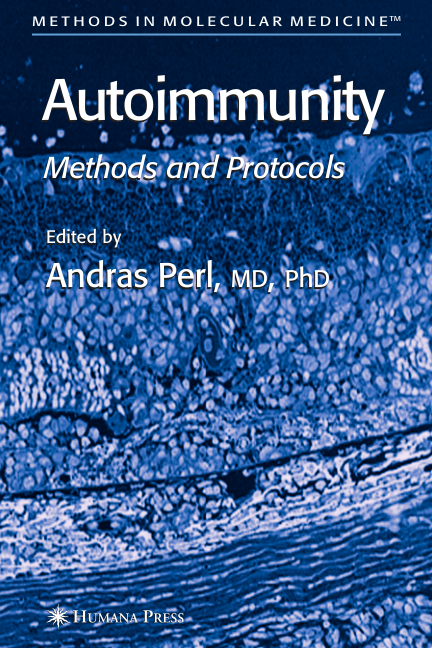 METHODS IN MOLECULAR MEDICINE™
Autoimmunity
Methods and Protocols
Edited by
Andras Perl, MD, PhD
HUMANA PRESS